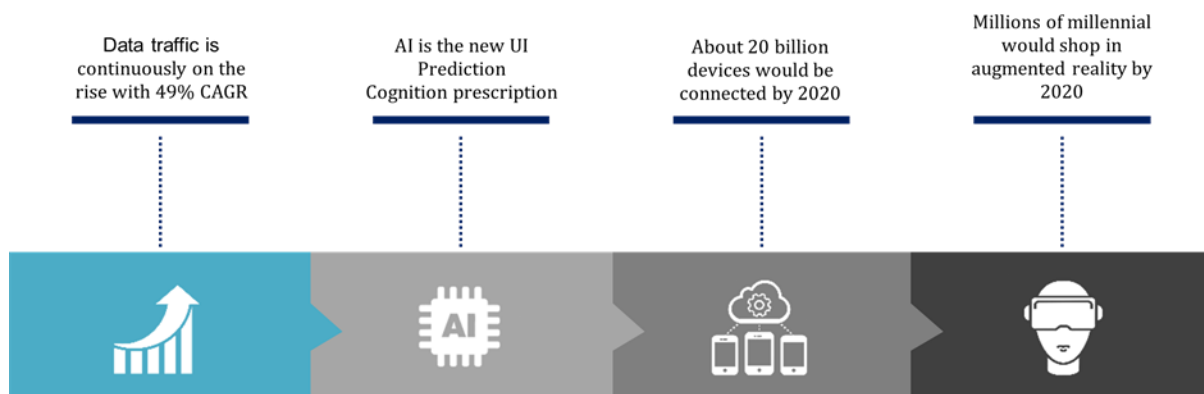 Data traffic is
continuously on the
rise with 49% CAGR
AI is the new UI
Prediction
Cognition prescription
About 20 billion
devices would be
connected by 2020
Millions of millennial
would shop in
augmented reality by
2020
AI